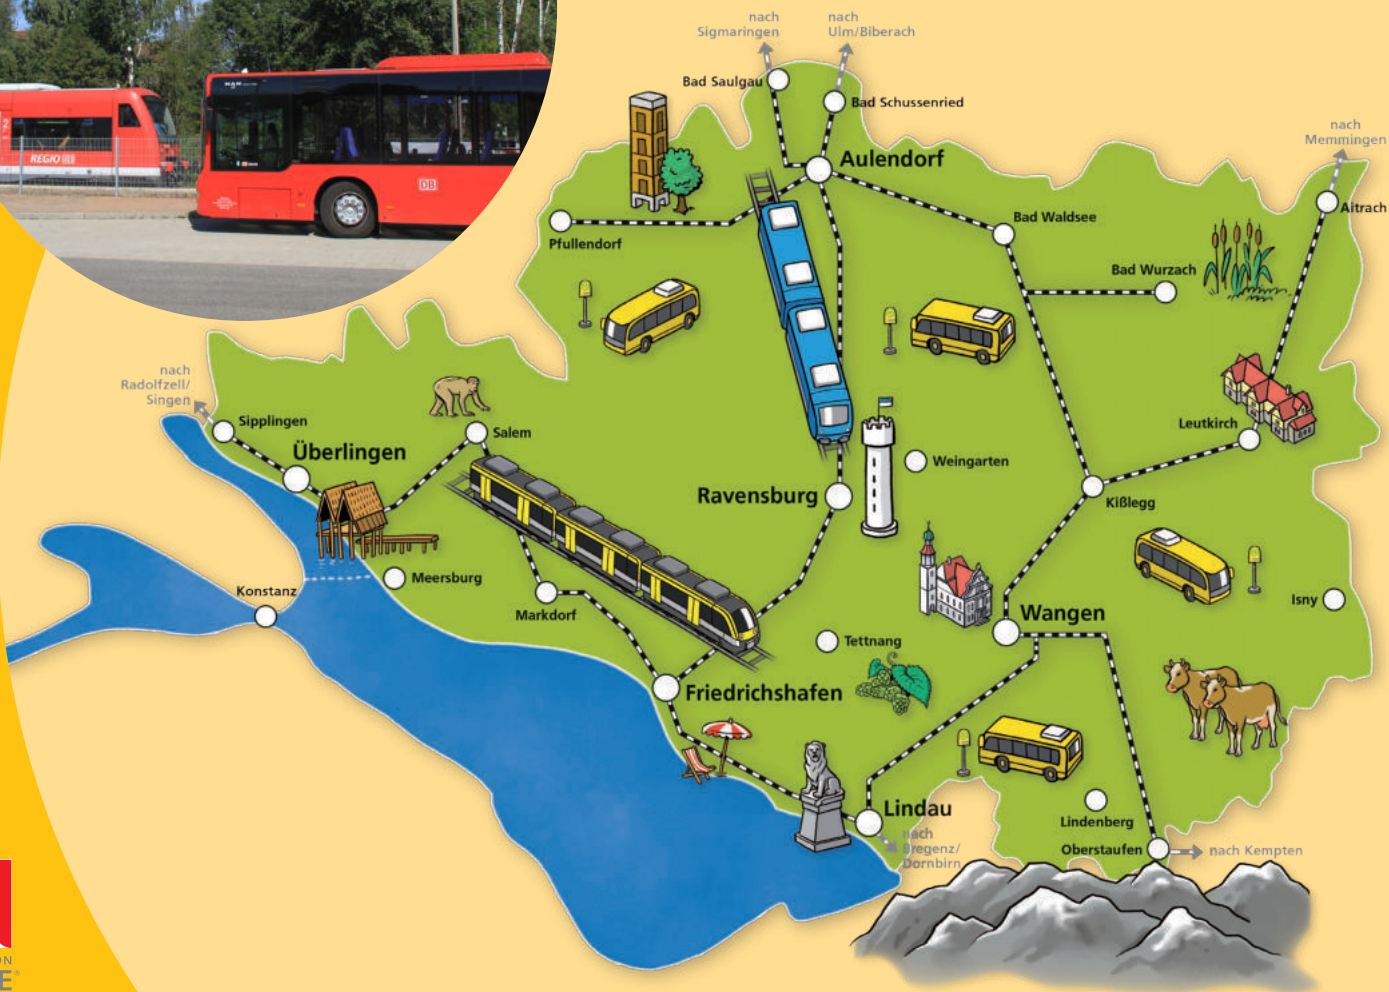 nach
Sigmaringen
nach
Ulm/Biberach
Bad Saulgau
Bad Schussenried
nach
Memmingen
Aulendorf
Aitrach
Bad Waldsee
Pfullendorf
Bad Wurzach
REGIO DB
DB
nach
Radolfzell/
Singen
Sipplingen
Salem
Leutkirch
Überlingen
Weingarten
Ravensburg
Kißlegg
Meersburg
Konstanz
Markdorf
Isny
Wangen
Tettnang
Friedrichshafen
Lindau
Lindenberg
nach
Bregenz/
Dornbirn
Oberstaufen
nach Kempten
ON
E®